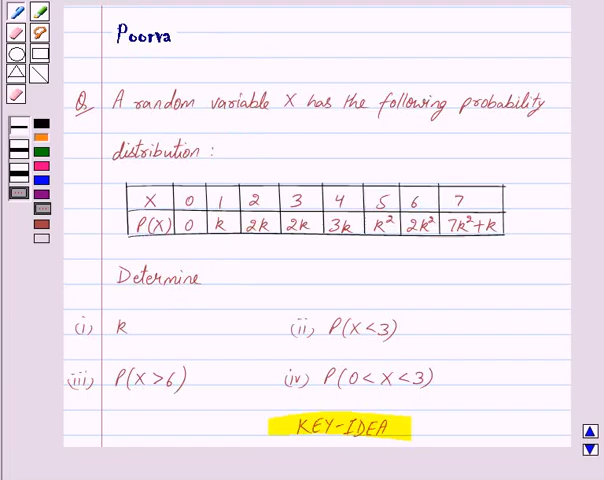 Poorva
Q A random variable X has the following probability
distribution :
X 0 1 2 3 4 5 6 7
P(X) 0 k 2k 2k 3k k² 2k² 7k²+k
Determine
(i) k (ii) P(X<3)
(iii) P(X>6) (iv) P(0<X<3)
KEY-IDEA